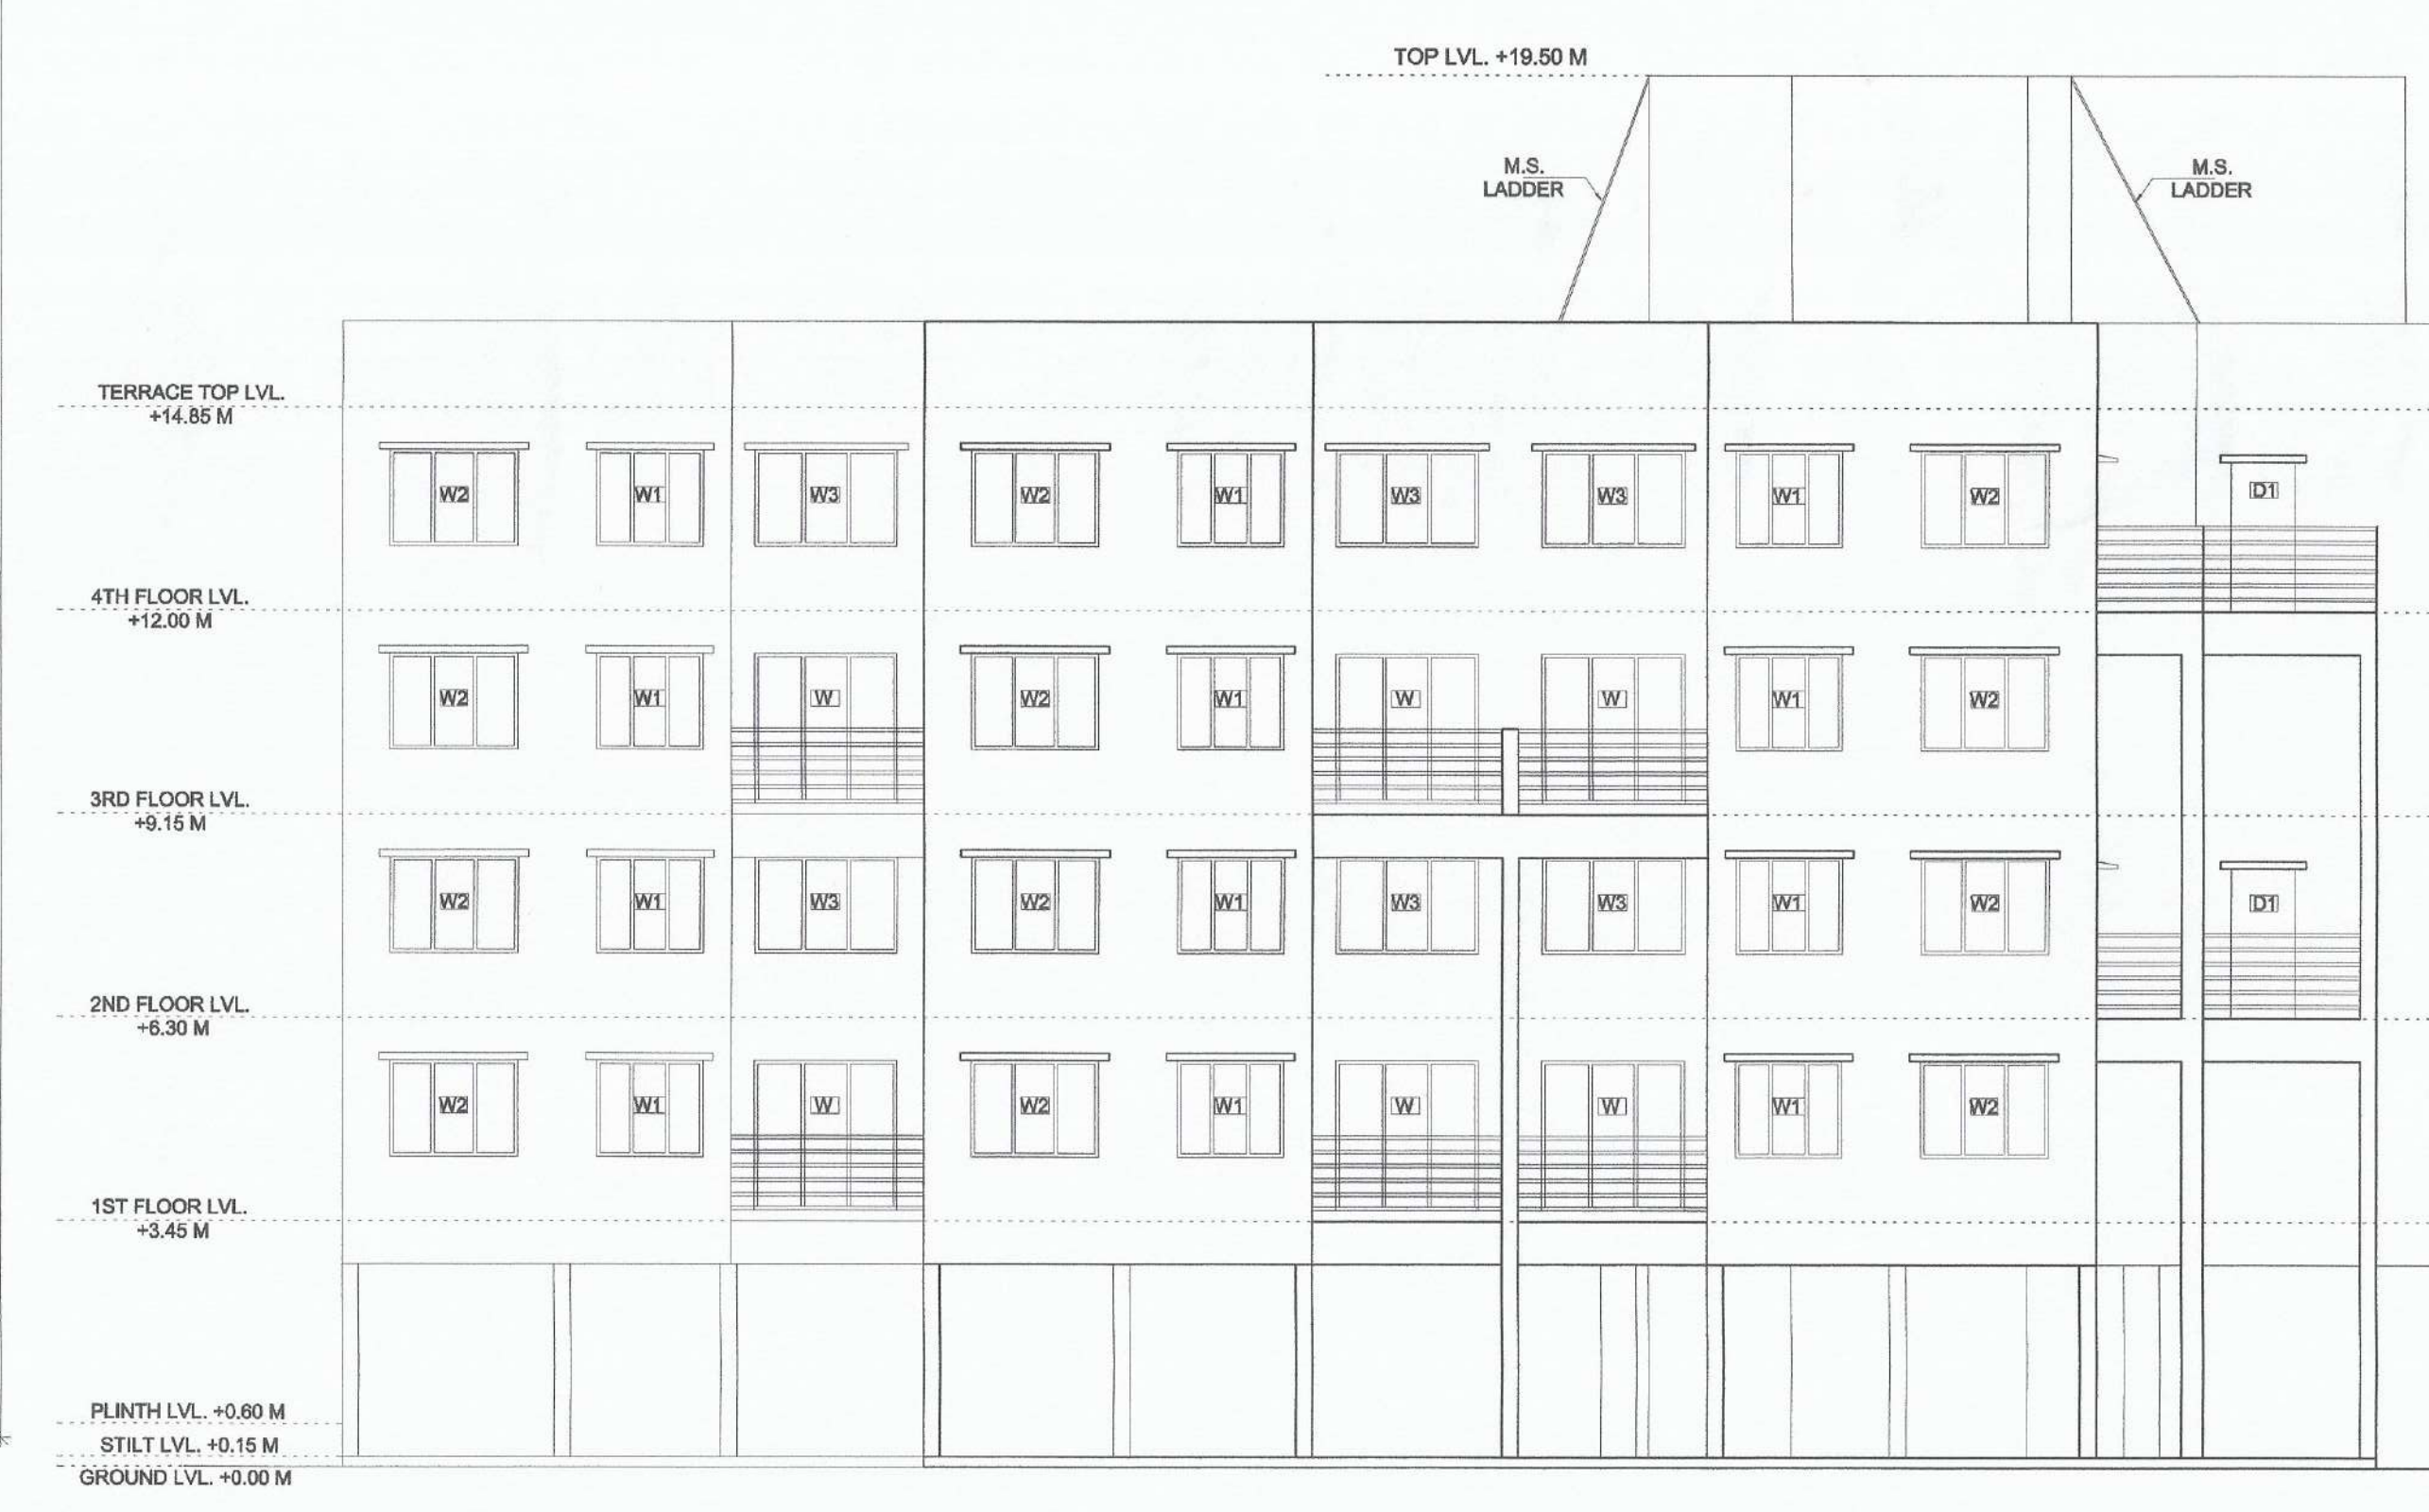 TOP LVL. +19.50 M
M.S.
LADDER
M.S.
LADDER
TERRACE TOP LVL.
+14.85 M
W2 W1 W3 W2 W1 W3 W3 W1 W2 D1
4TH FLOOR LVL.
+12.00 M
W2 W1 W W2 W1 W W W1 W2
3RD FLOOR LVL.
+9.15 M
W2 W1 W3 W2 W1 W3 W3 W1 W2 D1
2ND FLOOR LVL.
+6.30 M
W2 W1 W W2 W1 W W W1 W2
1ST FLOOR LVL.
+3.45 M
PLINTH LVL. +0.60 M
STILT LVL. +0.15 M
GROUND LVL. +0.00 M